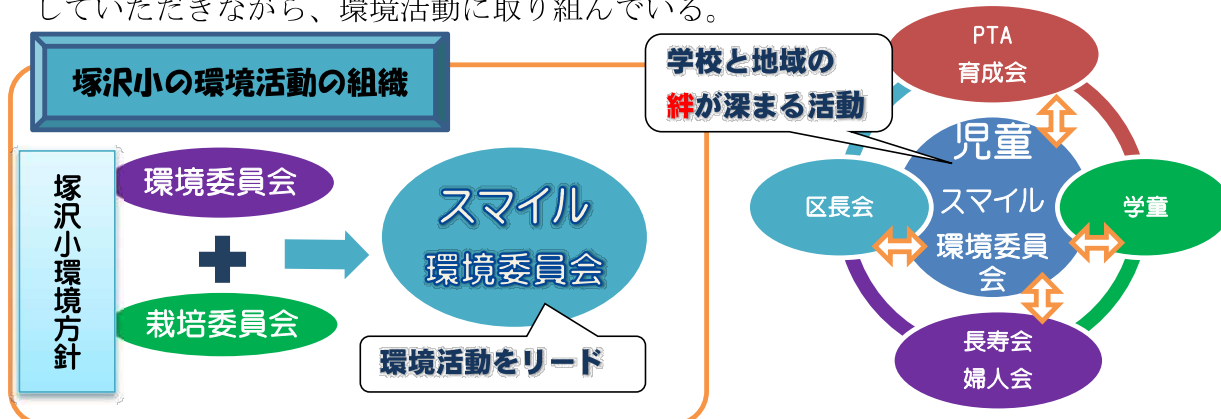 していただきながら、環境活動に取り組んでいる。
塚沢小の環境活動の組織
塚沢小環境方針
環境委員会
栽培委員会
スマイル
環境委員会
環境活動をリード
学校と地域の
絆が深まる活動
PTA
育成会
児童
スマイル
環境委員
会
区長会
学童
長寿会
婦人会